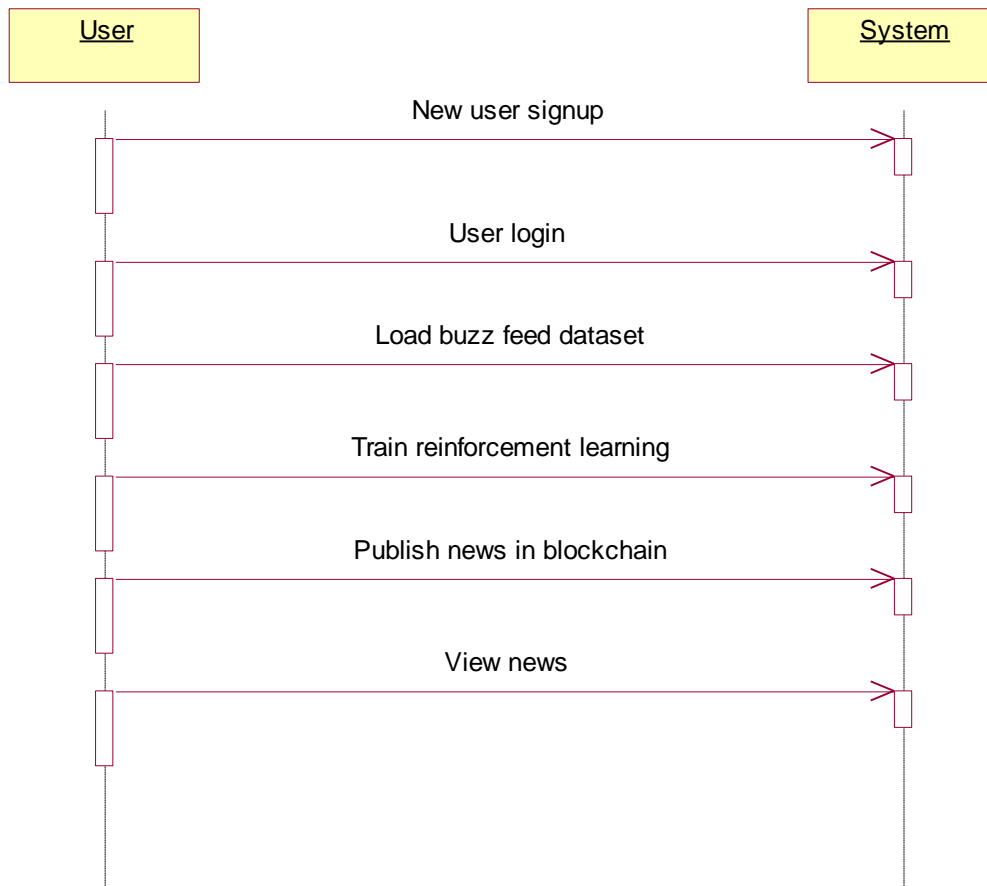 User
System
New user signup
User login
Load buzz feed dataset
Train reinforcement learning
Publish news in blockchain
View news